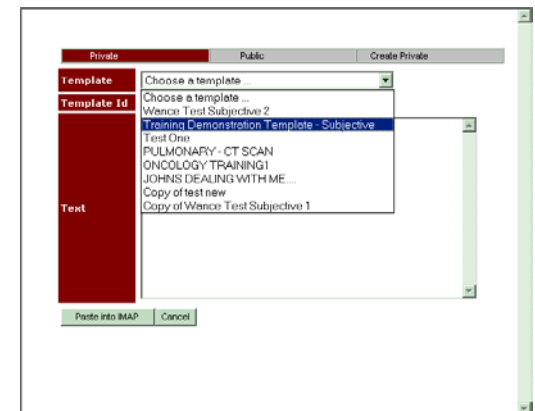 Private Public Create Private
Template Choose a template ...
Template Id Choose a template ...
Wance Test Subjective 2
Training Demonstration Template - Subjective
Test One
PULMONARY - CT SCAN
ONCOLOGY TRAINING1
JOHNS DEALING WITH ME....
Copy of test new
Copy of Wance Test Subjective 1
Text
Paste into IMAP Cancel